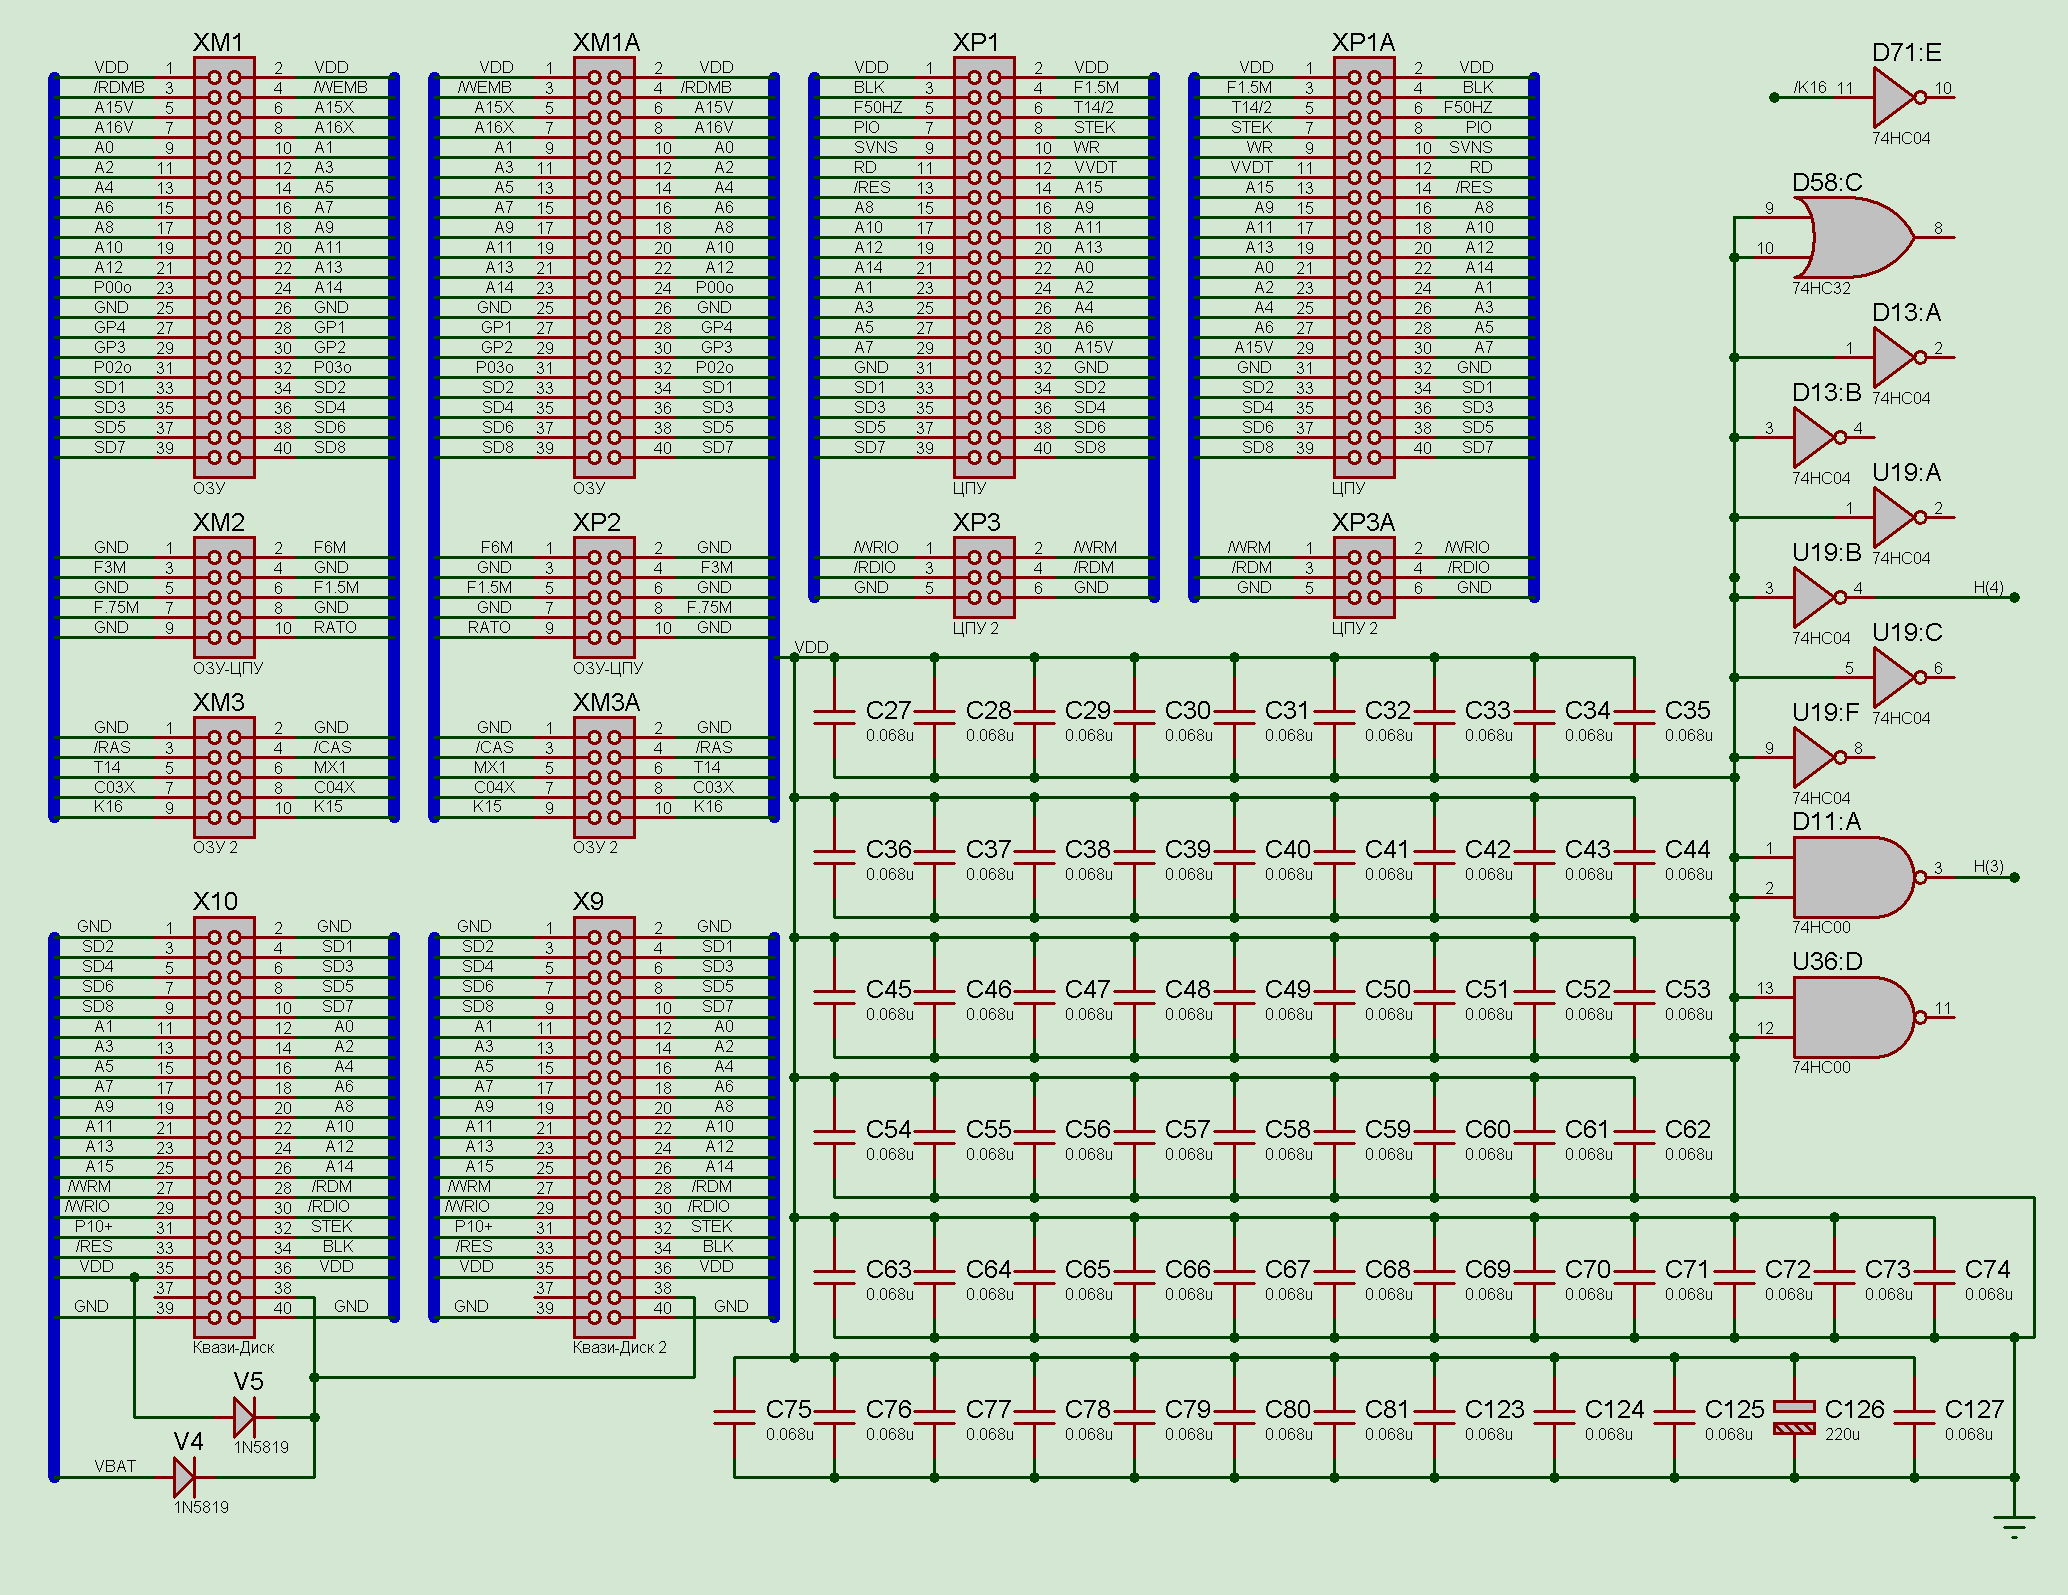 XM1
VDD 1 2 VDD
/RDMB 3 4 /WEMB
A15V 5 6 A15X
A16V 7 8 A16X
A0 9 10 A1
A2 11 12 A3
A4 13 14 A5
A6 15 16 A7
A8 17 18 A9
A10 19 20 A11
A12 21 22 A13
P00o 23 24 A14
GND 25 26 GND
GP4 27 28 GP1
GP3 29 30 GP2
P02o 31 32 P03o
SD1 33 34 SD2
SD3 35 36 SD4
SD5 37 38 SD6
SD7 39 40 SD8
ОЗУ
XM1A
VDD 1 2 VDD
/WEMB 3 4 /RDMB
A15X 5 6 A15V
A16X 7 8 A16V
A1 9 10 A0
A3 11 12 A2
A5 13 14 A4
A7 15 16 A6
A9 17 18 A8
A11 19 20 A10
A13 21 22 A12
A14 23 24 P00o
GND 25 26 GND
GP1 27 28 GP4
GP2 29 30 GP3
P03o 31 32 P02o
SD2 33 34 SD1
SD4 35 36 SD3
SD6 37 38 SD5
SD8 39 40 SD7
ОЗУ
XP1
VDD 1 2 VDD
BLK 3 4 F1.5M
F50HZ 5 6 T14/2
PIO 7 8 STEK
SVNS 9 10 WR
RD 11 12 VVDT
/RES 13 14 A15
A8 15 16 A9
A10 17 18 A11
A12 19 20 A13
A14 21 22 A0
A1 23 24 A2
A3 25 26 A4
A5 27 28 A6
A7 29 30 A15V
GND 31 32 GND
SD1 33 34 SD2
SD3 35 36 SD4
SD5 37 38 SD6
SD7 39 40 SD8
ЦПУ
XP1A
VDD 1 2 VDD
F1.5M 3 4 BLK
T14/2 5 6 F50HZ
STEK 7 8 PIO
WR 9 10 SVNS
VVDT 11 12 RD
A15 13 14 /RES
A9 15 16 A8
A11 17 18 A10
A13 19 20 A12
A0 21 22 A14
A2 23 24 A1
A4 25 26 A3
A6 27 28 A5
A15V 29 30 A7
GND 31 32 GND
SD2 33 34 SD1
SD4 35 36 SD3
SD6 37 38 SD5
SD8 39 40 SD7
ЦПУ
XM2
GND 1 2 F6M
F3M 3 4 GND
GND 5 6 F1.5M
F.75M 7 8 GND
GND 9 10 RATO
ОЗУ-ЦПУ
XP2
F6M 1 2 GND
GND 3 4 F3M
F1.5M 5 6 GND
GND 7 8 F.75M
RATO 9 10 GND
ОЗУ-ЦПУ
XP3
/WRIO 1 2 /WRM
/RDIO 3 4 /RDM
GND 5 6 GND
ЦПУ 2
XP3A
/WRM 1 2 /WRIO
/RDM 3 4 /RDIO
GND 5 6 GND
ЦПУ 2
XM3
GND 1 2 GND
/RAS 3 4 /CAS
T14 5 6 MX1
C03X 7 8 C04X
K16 9 10 K15
ОЗУ 2
XM3A
GND 1 2 GND
/CAS 3 4 /RAS
MX1 5 6 T14
C04X 7 8 C03X
K15 9 10 K16
ОЗУ 2
X10
GND 1 2 GND
SD2 3 4 SD1
SD4 5 6 SD3
SD6 7 8 SD5
SD8 9 10 SD7
A1 11 12 A0
A3 13 14 A2
A5 15 16 A4
A7 17 18 A6
A9 19 20 A8
A11 21 22 A10
A13 23 24 A12
A15 25 26 A14
/WRM 27 28 /RDM
/WRIO 29 30 /RDIO
P10+ 31 32 STEK
/RES 33 34 BLK
VDD 35 36 VDD
37 38
GND 39 40 GND
Квази-Диск
X9
GND 1 2 GND
SD2 3 4 SD1
SD4 5 6 SD3
SD6 7 8 SD5
SD8 9 10 SD7
A1 11 12 A0
A3 13 14 A2
A5 15 16 A4
A7 17 18 A6
A9 19 20 A8
A11 21 22 A10
A13 23 24 A12
A15 25 26 A14
/WRM 27 28 /RDM
/WRIO 29 30 /RDIO
P10+ 31 32 STEK
/RES 33 34 BLK
VDD 35 36 VDD
37 38
GND 39 40 GND
Квази-Диск 2
V5
1N5819
V4
VBAT
1N5819
VDD
C27 C28 C29 C30 C31 C32 C33 C34 C35
0.068u 0.068u 0.068u 0.068u 0.068u 0.068u 0.068u 0.068u 0.068u
C36 C37 C38 C39 C40 C41 C42 C43 C44
0.068u 0.068u 0.068u 0.068u 0.068u 0.068u 0.068u 0.068u 0.068u
C45 C46 C47 C48 C49 C50 C51 C52 C53
0.068u 0.068u 0.068u 0.068u 0.068u 0.068u 0.068u 0.068u 0.068u
C54 C55 C56 C57 C58 C59 C60 C61 C62
0.068u 0.068u 0.068u 0.068u 0.068u 0.068u 0.068u 0.068u 0.068u
C63 C64 C65 C66 C67 C68 C69 C70 C71 C72 C73 C74
0.068u 0.068u 0.068u 0.068u 0.068u 0.068u 0.068u 0.068u 0.068u 0.068u 0.068u 0.068u
C75 C76 C77 C78 C79 C80 C81 C123 C124 C125 C126 C127
0.068u 0.068u 0.068u 0.068u 0.068u 0.068u 0.068u 0.068u 0.068u 0.068u 220u 0.068u
D71:E
/K16 11 10
74HC04
D58:C
9
8
10
74HC32
D13:A
1 2
74HC04
D13:B
3 4
74HC04
U19:A
1 2
74HC04
U19:B
3 4 H(4)
74HC04
U19:C
5 6
74HC04
U19:F
9 8
74HC04
D11:A
1
3 H(3)
2
74HC00
U36:D
13
11
12
74HC00